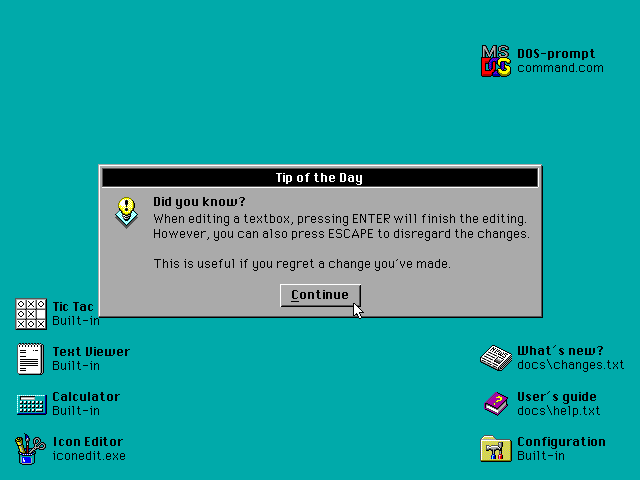 MS
DOS
DOS-prompt
command.com
Tip of the Day
Did you know?
When editing a textbox, pressing ENTER will finish the editing.
However, you can also press ESCAPE to disregard the changes.
This is useful if you regret a change you´ve made.
Continue
Tic Tac
Built-in
Text Viewer
Built-in
Calculator
Built-in
Icon Editor
iconedit.exe
What´s new?
docs\changes.txt
User´s guide
docs\help.txt
Configuration
Built-in